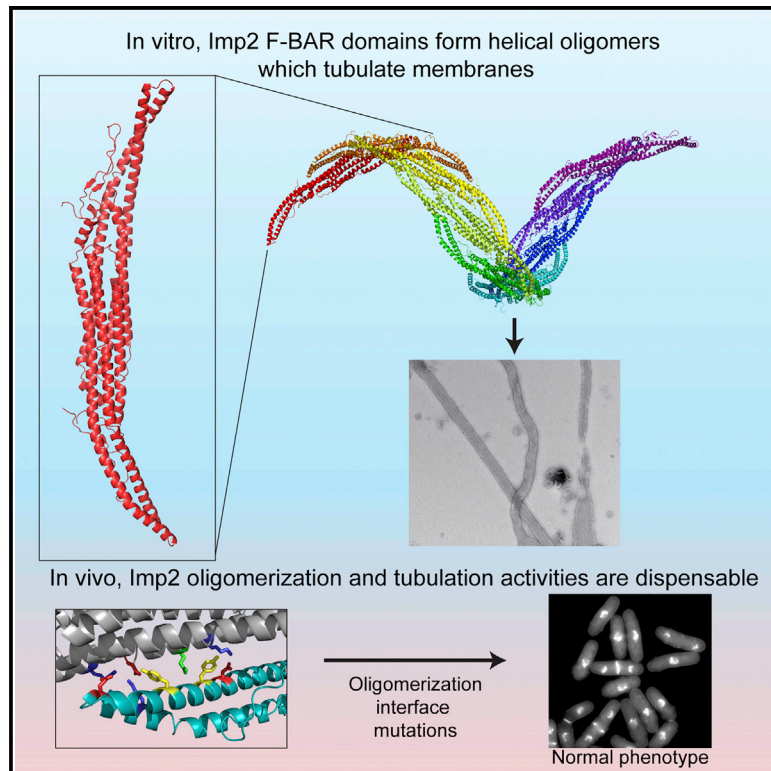 In vitro, Imp2 F-BAR domains form helical oligomers
which tubulate membranes
In vivo, Imp2 oligomerization and tubulation activities are dispensable
Oligomerization
interface
mutations
Normal phenotype